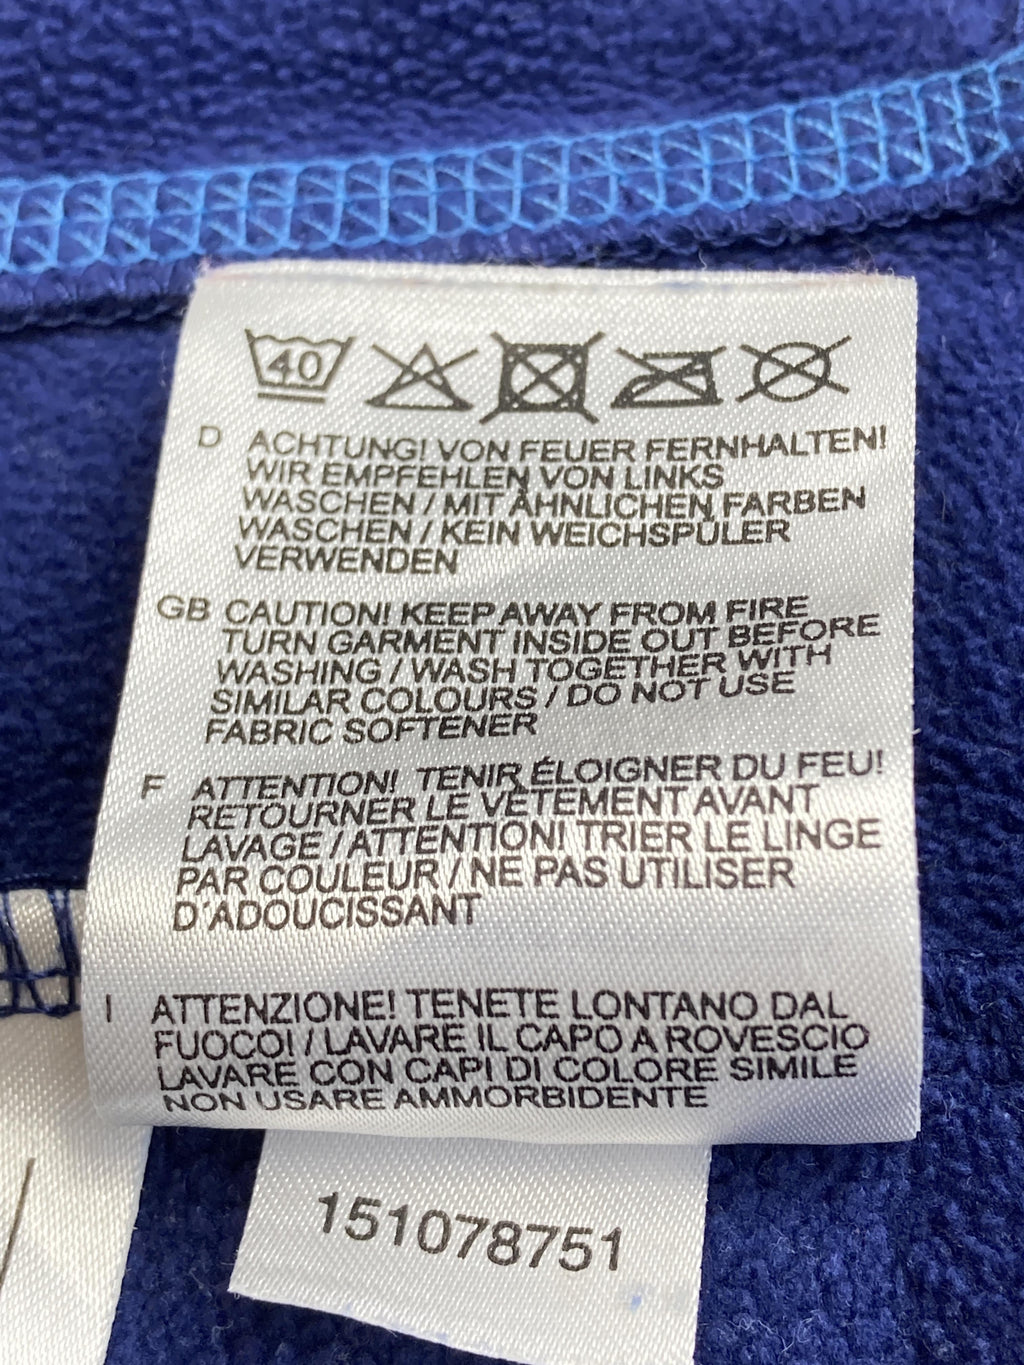 40
D ACHTUNG! VON FEUER FERNHALTEN!
WIR EMPFEHLEN VON LINKS
WASCHEN / MIT ÄHNLICHEN FARBEN
WASCHEN / KEIN WEICHSPÜLER
VERWENDEN
GB CAUTION! KEEP AWAY FROM FIRE
TURN GARMENT INSIDE OUT BEFORE
WASHING / WASH TOGETHER WITH
SIMILAR COLOURS / DO NOT USE
FABRIC SOFTENER
F ATTENTION! TENIR ÉLOIGNER DU FEU!
RETOURNER LE VÊTEMENT AVANT
LAVAGE / ATTENTION! TRIER LE LINGE
PAR COULEUR / NE PAS UTILISER
D'ADOUCISSANT
I ATTENZIONE! TENETE LONTANO DAL
FUOCO! / LAVARE IL CAPO A ROVESCIO
LAVARE CON CAPI DI COLORE SIMILE
NON USARE AMMORBIDENTE
151078751